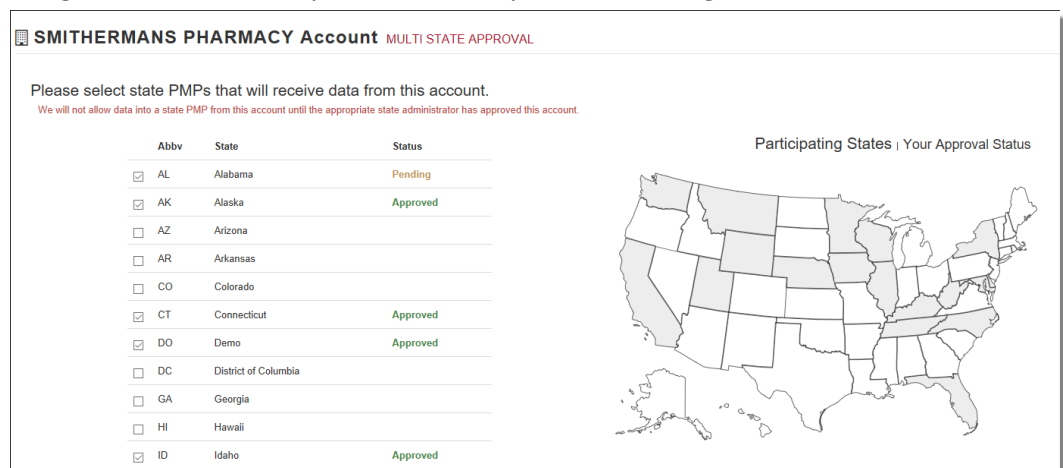 SMITHERMANS PHARMACY Account MULTI STATE APPROVAL
Please select state PMPs that will receive data from this account.
We will not allow data into a state PMP from this account until the appropriate state administrator has approved this account.
Participating States | Your Approval Status
Abbv State Status
AL Alabama Pending
AK Alaska Approved
AZ Arizona
AR Arkansas
CO Colorado
CT Connecticut Approved
DO Demo Approved
DC District of Columbia
GA Georgia
HI Hawaii
ID Idaho Approved